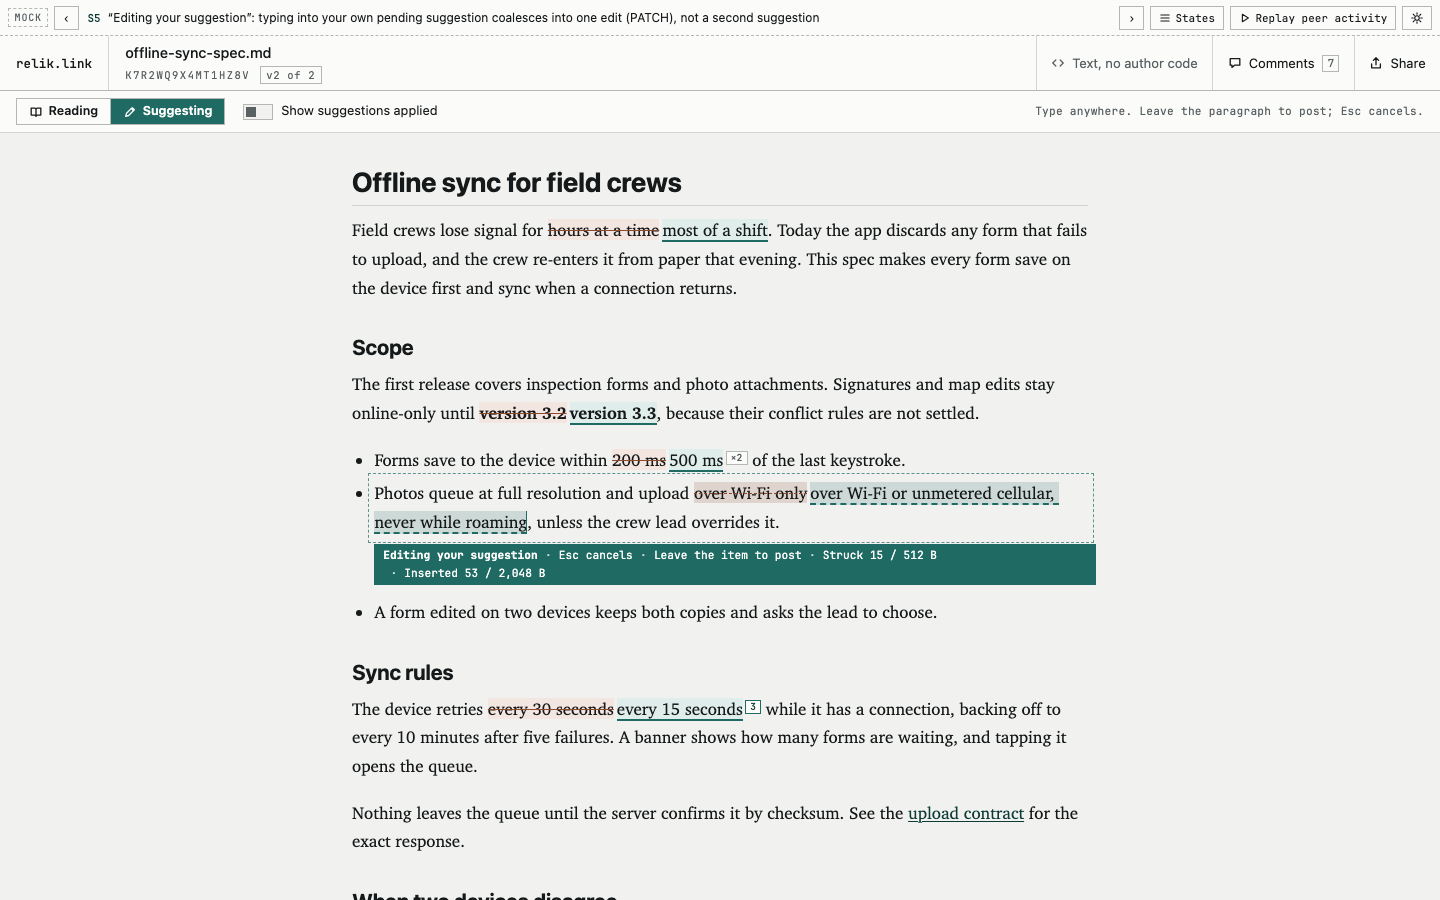 MOCK ‹ S5 “Editing your suggestion”: typing into your own pending suggestion coalesces into one edit (PATCH), not a second suggestion › States Replay peer activity
relik.link
offline-sync-spec.md
K7R2WQ9X4MT1HZ8V v2 of 2
Text, no author code Comments 7 Share
Reading Suggesting Show suggestions applied Type anywhere. Leave the paragraph to post; Esc cancels.
Offline sync for field crews
Field crews lose signal for hours at a time most of a shift. Today the app discards any form that fails
to upload, and the crew re-enters it from paper that evening. This spec makes every form save on
the device first and sync when a connection returns.
Scope
The first release covers inspection forms and photo attachments. Signatures and map edits stay
online-only until version 3.2 version 3.3, because their conflict rules are not settled.
• Forms save to the device within 200 ms 500 ms ×2 of the last keystroke.
• Photos queue at full resolution and upload over Wi-Fi only over Wi-Fi or unmetered cellular,
never while roaming, unless the crew lead overrides it.
Editing your suggestion · Esc cancels · Leave the item to post · Struck 15 / 512 B
· Inserted 53 / 2,048 B
• A form edited on two devices keeps both copies and asks the lead to choose.
Sync rules
The device retries every 30 seconds every 15 seconds 3 while it has a connection, backing off to
every 10 minutes after five failures. A banner shows how many forms are waiting, and tapping it
opens the queue.
Nothing leaves the queue until the server confirms it by checksum. See the upload contract for the
exact response.
When two devices disagree